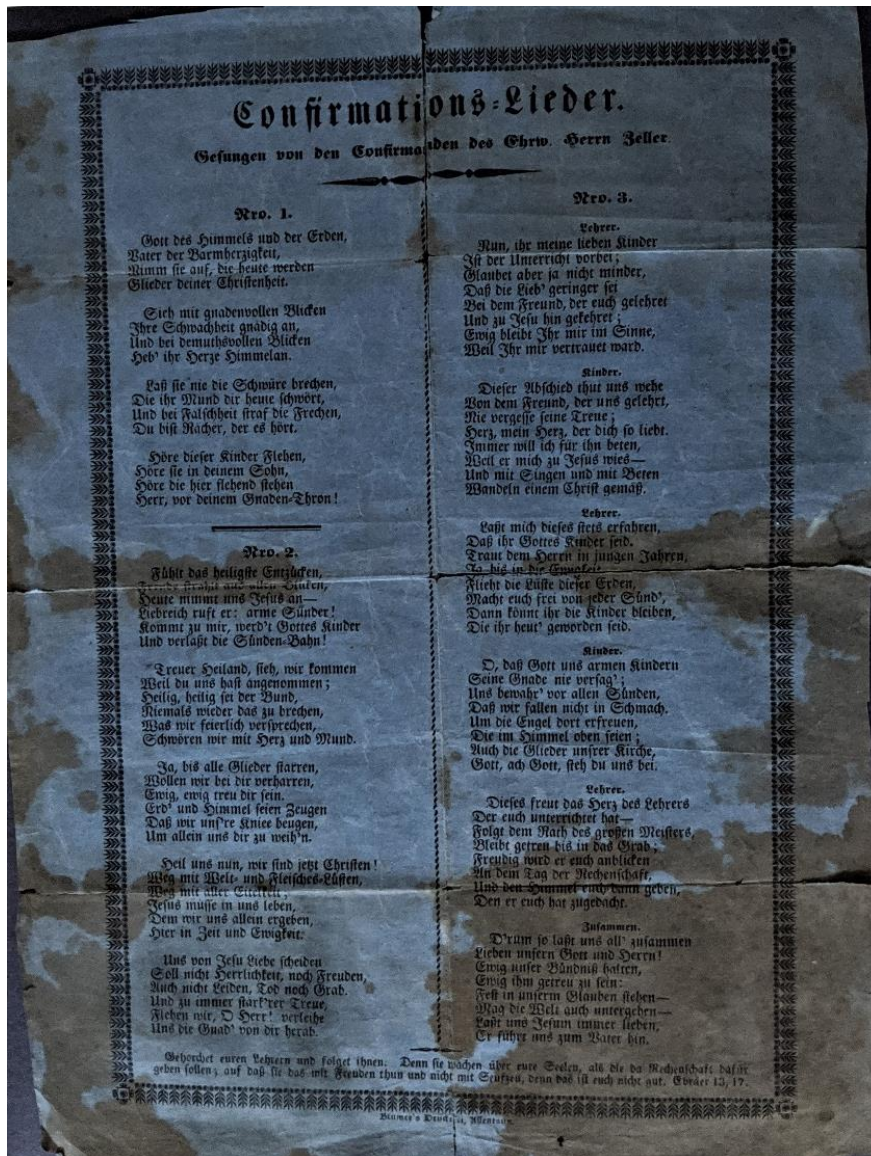 Confirmations-Lieder.
Gesungen von den Confirmanden des Ehrw. Herrn Zeller.
Nro. 1.
Gott des Himmels und der Erden,
Vater der Barmherzigkeit,
Nimm sie auf, die heute werden
Glieder deiner Christenheit.
Sieh mit gnadenvollen Blicken
Ihre Schwachheit gnädig an,
Und bei demuthsvollen Blicken
Heb' ihr Herze Himmelan.
Laß sie nie die Schwüre brechen,
Die ihr Mund dir heute schwört,
Und bei Falschheit straf die Frechen,
Du bist Rächer, der es hört.
Höre dieser Kinder Flehen,
Höre sie in deinem Sohn,
Höre die hier flehend stehen
Herr, vor deinem Gnaden-Thron!
Nro. 2.
Fühlt das heiligste Entzücken,
strahlt aus allen
Heute nimmt uns Jesus an—
Liebreich ruft er: arme Sünder!
Kommt zu mir, werd't Gottes Kinder
Und verlaßt die Sünden-Bahn!
Treuer Heiland, sieh, wir kommen
Weil du uns hast angenommen;
Heilig, heilig sei der Bund,
Niemals wieder das zu brechen,
Was wir feierlich versprechen,
Schwören wir mit Herz und Mund.
Ja, bis alle Glieder starren,
Wollen wir bei dir verharren,
Ewig, ewig treu dir sein.
Erd' und Himmel seien Zeugen
Daß wir uns're Kniee beugen,
Um allein uns dir zu weih'n.
Heil uns nun, wir sind jetzt Christen!
Weg mit Welt- und Fleisches-Lüsten,
Weg mit aller Eitelkeit;
Jesus müsse in uns leben,
Dem wir uns allein ergeben,
Hier in Zeit und Ewigkeit.
Uns von Jesu Liebe scheiden
Soll nicht Herrlichkeit, noch Freuden,
Auch nicht Leiden, Tod noch Grab.
Und zu immer stärk'rer Treue,
Flehen wir, O Herr! verleihe
Uns die Gnad' von dir herab.
Nro. 3.
Lehrer.
Nun, ihr meine lieben Kinder
Ist der Unterricht vorbei;
Glaubet aber ja nicht minder,
Daß die Lieb' geringer sei
Bei dem Freund, der euch gelehret
Und zu Jesu hin gekehret;
Ewig bleibt Ihr mir im Sinne,
Weil Ihr mir vertrauet ward.
Kinder.
Dieser Abschied thut uns wehe
Von dem Freund, der uns gelehrt,
Nie vergesse seine Treue;
Herz, mein Herz, der dich so liebt.
Immer will ich für ihn beten,
Weil er mich zu Jesus wies—
Und mit Singen und mit Beten
Wandeln einem Christ gemäß.
Lehrer.
Laßt mich dieses stets erfahren,
Daß ihr Gottes Kinder seid.
Traut dem Herrn in jungen Jahren,
Ja bis in die Ewigkeit.
Flieht die Lüste dieser Erden,
Macht euch frei von jeder Sünd',
Dann könnt ihr die Kinder bleiben,
Die ihr heut' geworden seid.
Kinder.
O, daß Gott uns armen Kindern
Seine Gnade nie versag';
Uns bewahr' vor allen Sünden,
Daß wir fallen nicht in Schmach.
Um die Engel dort erfreuen,
Die im Himmel oben seien;
Auch die Glieder unsrer Kirche,
Gott, ach Gott, steh du uns bei.
Lehrer.
Dieses freut das Herz des Lehrers
Der euch unterrichtet hat—
Folgt dem Rath des großen Meisters,
Bleibt getreu bis in das Grab;
Freudig wird er euch anblicken
An dem Tag der Rechenschaft,
Und den Himmel euch dann geben,
Den er euch hat zugedacht.
Zusammen.
D'rum so laßt uns all' zusammen
Lieben unsern Gott und Herrn!
Ewig unser Bündniß halten,
Ewig ihm getreu zu sein:
Fest in unserm Glauben stehen—
Mag die Welt auch untergehen—
Laßt uns Jesum immer lieben,
Er führt uns zum Vater hin.
Gehorchet euren Lehrern und folget ihnen. Denn sie wachen über eure Seelen, als die da Rechenschaft dafür
geben sollen; auf daß sie das mit Freuden thun und nicht mit Seufzen, denn das ist euch nicht gut. Ebräer 13, 17.
Blumer's Druckerei, Allentaun.